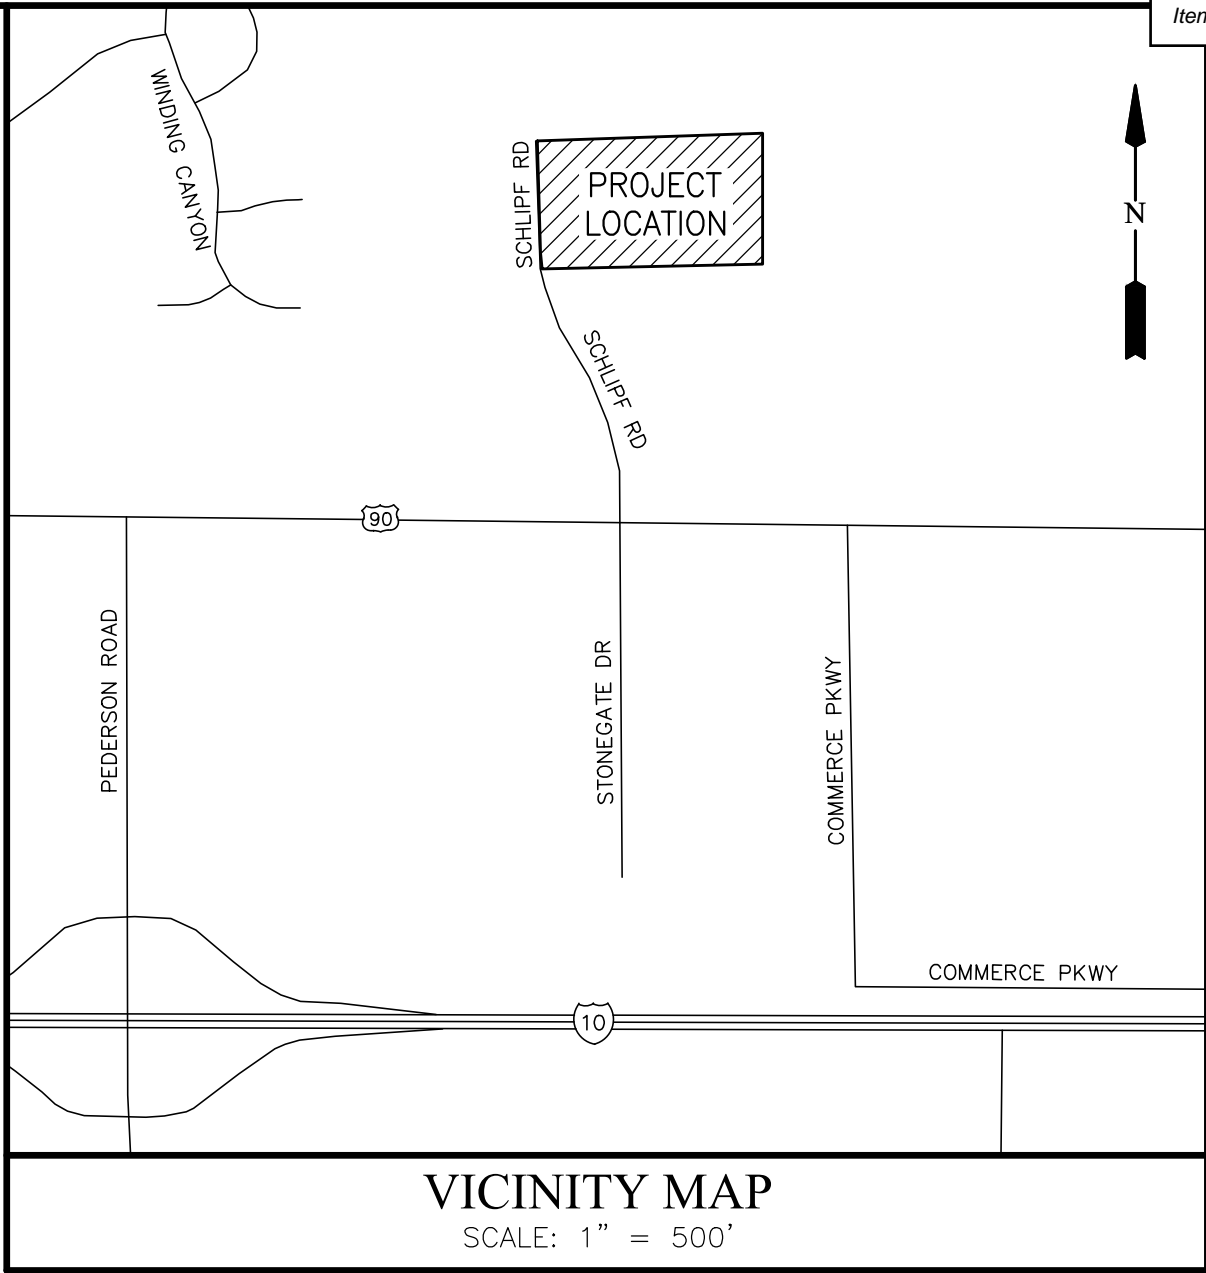 Item
WINDING CANYON
SCHLIPF RD
PROJECT
LOCATION
N
SCHLIPF RD
90
PEDERSON ROAD
STONEGATE DR
COMMERCE PKWY
COMMERCE PKWY
10
VICINITY MAP
SCALE: 1" = 500'